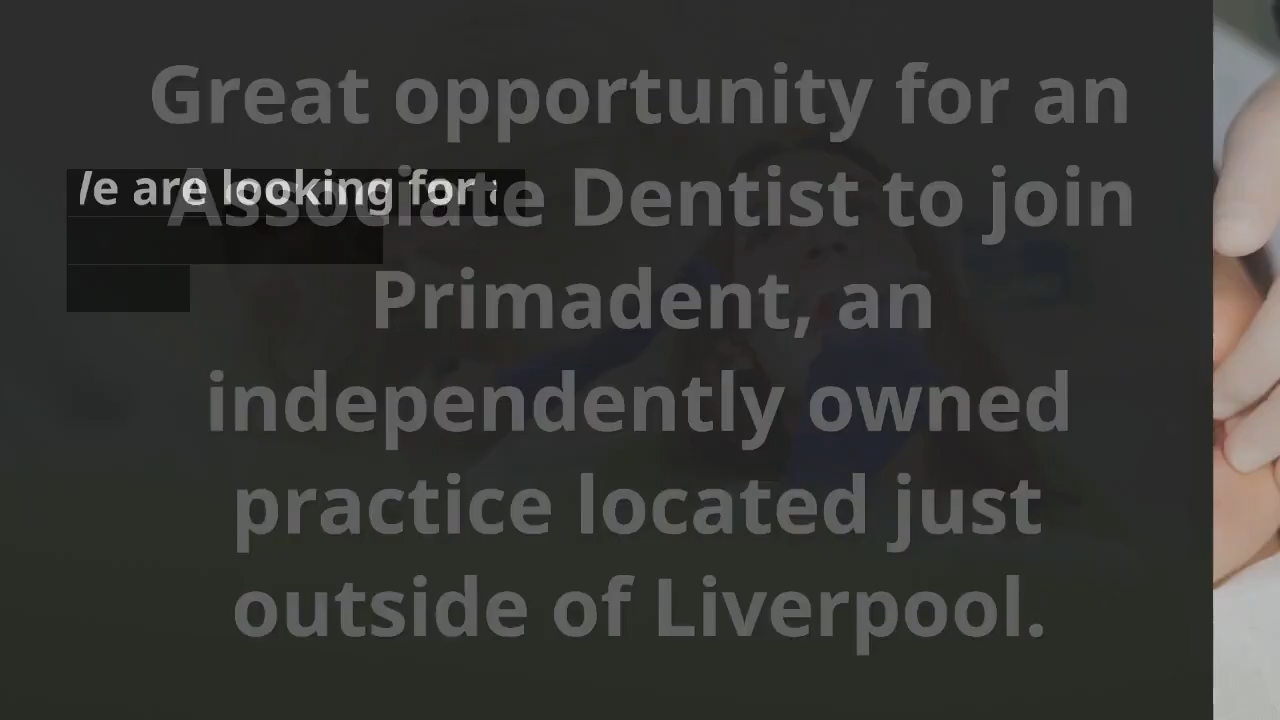 Great opportunity for an
Associate Dentist to join
Primadent, an
independently owned
practice located just
outside of Liverpool.
are looking for